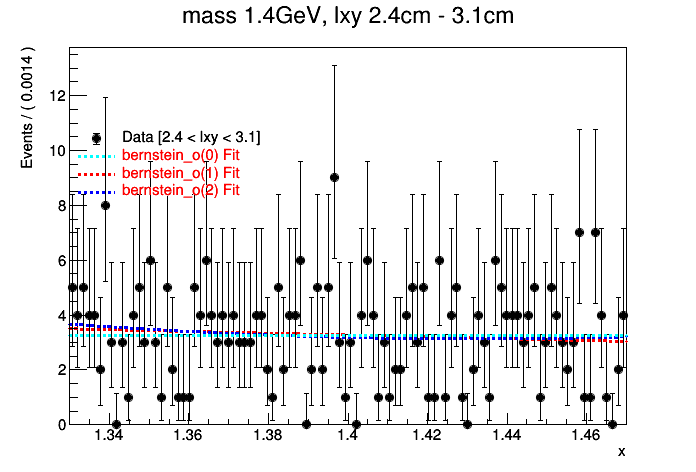 mass 1.4GeV, lxy 2.4cm - 3.1cm
Events / ( 0.0014 )
12
10
8
6
4
2
0
Data [2.4 < lxy < 3.1]
bernstein_o(0) Fit
bernstein_o(1) Fit
bernstein_o(2) Fit
1.34 1.36 1.38 1.4 1.42 1.44 1.46
x